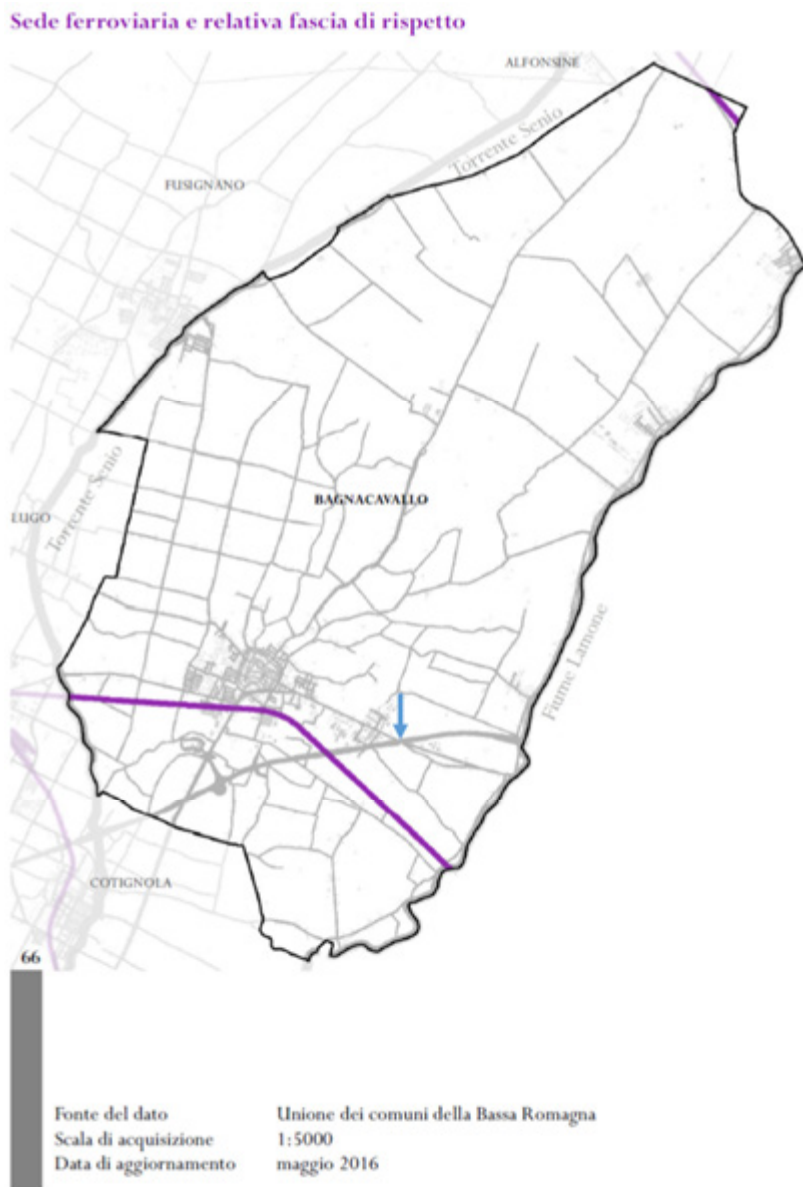 Sede ferroviaria e relativa fascia di rispetto
ALFONSINE
Torrente Senio
FUSIGNANO
BAGNACAVALLO
Torrente Senio
LUGO
Fiume Lamone
COTIGNOLA
66
Fonte del dato Unione dei comuni della Bassa Romagna
Scala di acquisizione 1:5000
Data di aggiornamento maggio 2016